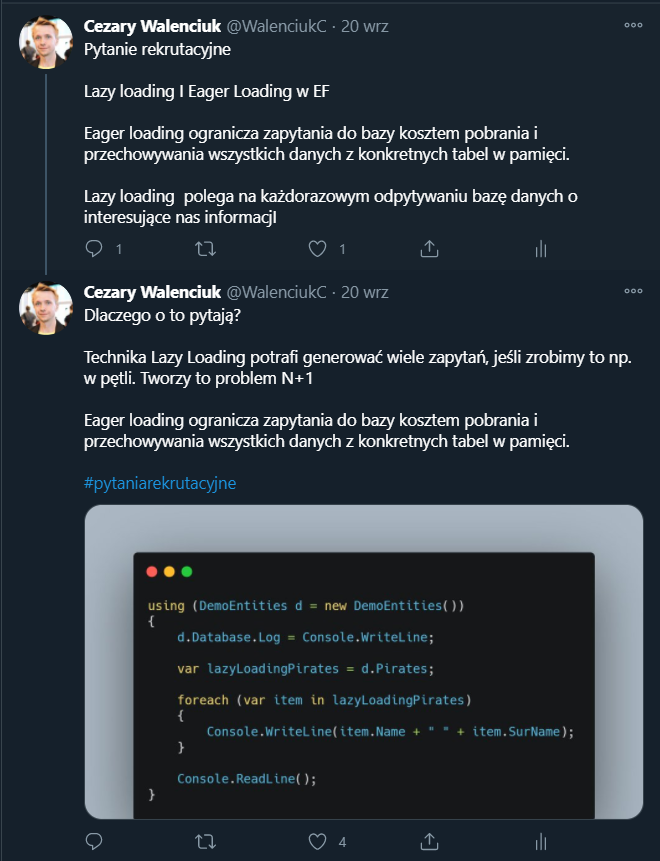 Cezary Walenciuk @WalenciukC · 20 wrz
Pytanie rekrutacyjne
Lazy loading I Eager Loading w EF
Eager loading ogranicza zapytania do bazy kosztem pobrania i
przechowywania wszystkich danych z konkretnych tabel w pamięci.
Lazy loading  polega na każdorazowym odpytywaniu bazę danych o
interesujące nas informacjI
1
1
Cezary Walenciuk @WalenciukC · 20 wrz
Dlaczego o to pytają?
Technika Lazy Loading potrafi generować wiele zapytań, jeśli zrobimy to np.
w pętli. Tworzy to problem N+1
Eager loading ogranicza zapytania do bazy kosztem pobrania i
przechowywania wszystkich danych z konkretnych tabel w pamięci.
#pytaniarekrutacyjne
using (DemoEntities d = new DemoEntities())
{
d.Database.Log = Console.WriteLine;
var lazyLoadingPirates = d.Pirates;
foreach (var item in lazyLoadingPirates)
{
Console.WriteLine(item.Name + " " + item.SurName);
}
Console.ReadLine();
}
4